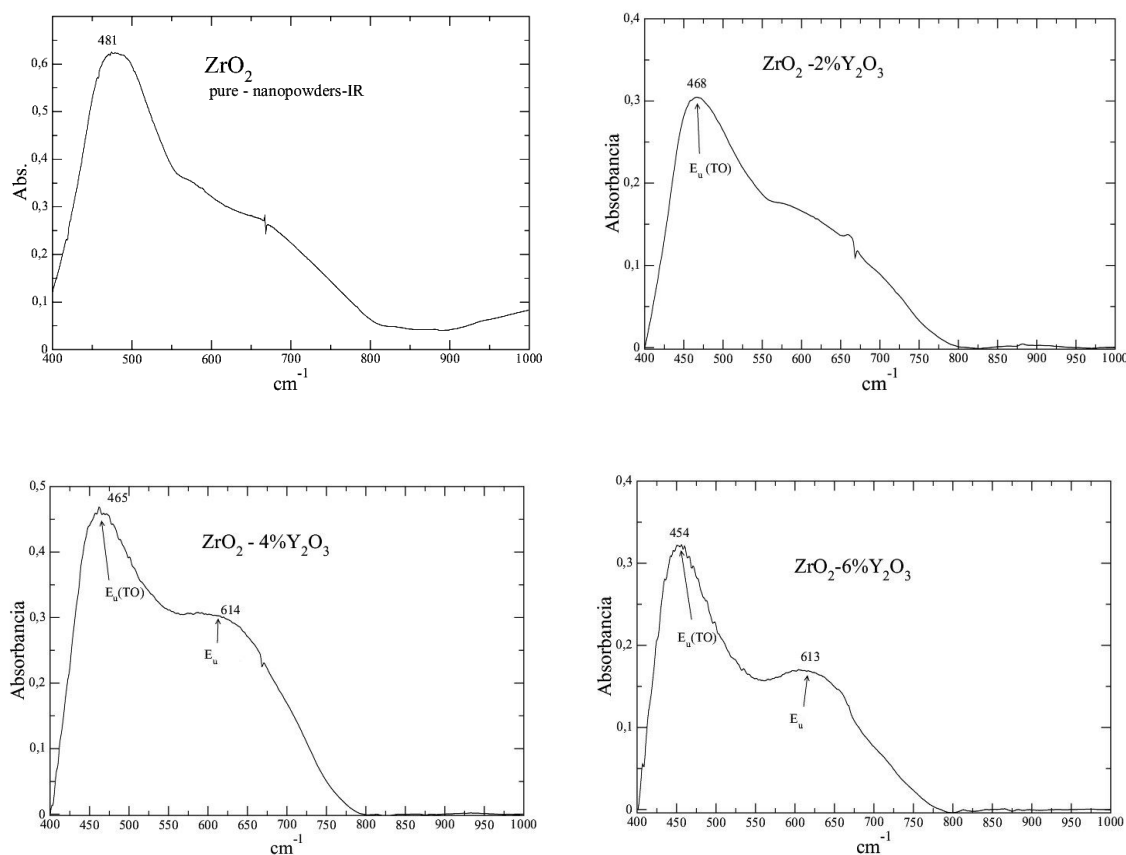 481
ZrO₂
pure - nanopowders-IR
0,6
0,5
0,4
0,3
0,2
0,1
0
Abs.
400 500 600 700 800 900 1000
cm⁻¹
0,4
ZrO₂ -2%Y₂O₃
468
0,3
Eᵤ (TO)
0,2
0,1
0
Absorbancia
400 450 500 550 600 650 700 750 800 850 900 950 1000
cm⁻¹
0,5
465
ZrO₂ - 4%Y₂O₃
0,4
Eᵤ(TO)
614
0,3
Eᵤ
0,2
0,1
0
Absorbancia
400 450 500 550 600 650 700 750 800 850 900 950 1000
cm⁻¹
0,4
454
ZrO₂-6%Y₂O₃
0,3
Eᵤ(TO)
613
0,2
Eᵤ
0,1
0
Absorbancia
400 450 500 550 600 650 700 750 800 850 900 950 1000
cm⁻¹